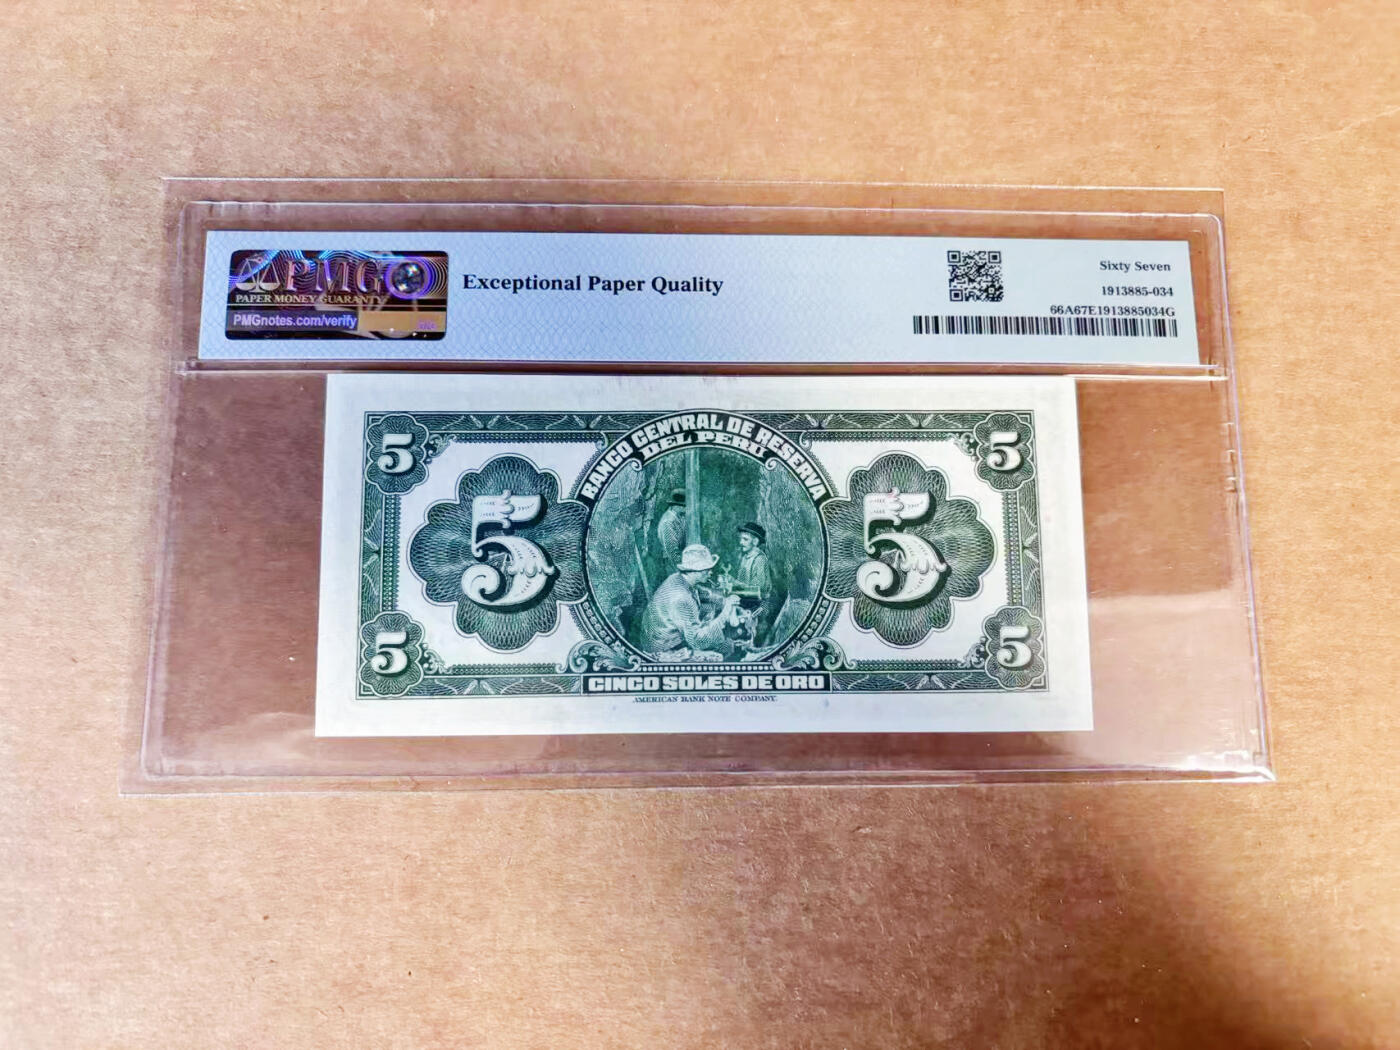 PMG
PAPER MONEY GUARANTY
PMGnotes.com/verify
Exceptional Paper Quality
Sixty Seven
1913885-034
66A67E1913885034G
BANCO CENTRAL DE RESERVA
DEL PERÚ
5 5
5 5
5 5
CINCO SOLES DE ORO
AMERICAN BANK NOTE COMPANY.